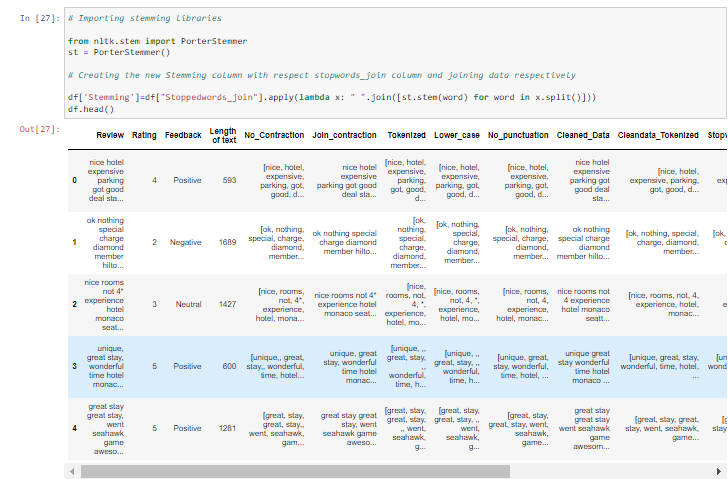 In [27]: # Importing stemming Libraries
from nltk.stem import PorterStemmer
st = PorterStemmer()
# Creating the new Stemming column with respect stopwords_join column and joining data respectively
df['Stemming']=df["Stoppedwords_join"].apply(lambda x: " ".join([st.stem(word) for word in x.split()]))
df.head()
Out[27]:
Review Rating Feedback Length of text No_Contraction Join_contraction Tokenized Lower_case No_punctuation Cleaned_Data Cleandata_Tokenized Stopv
0
nice hotel
expensive
parking
got good
deal sta...
4
Positive
593
[nice, hotel,
expensive,
parking, got,
good, d...
nice hotel
expensive
parking got good
deal sta...
[nice, hotel,
expensive,
parking,
got, good,
d...
[nice, hotel,
expensive,
parking, got,
good, d...
[nice, hotel,
expensive,
parking, got,
good, d...
nice hotel
expensive
parking got
good deal
sta...
[nice, hotel,
expensive, parking,
got, good, d...
1
ok nothing
special
charge
diamond
member
hilto...
2
Negative
1689
[ok, nothing,
special, charge,
diamond,
member...
ok nothing special
charge diamond
member hilto...
[ok,
nothing,
special,
charge,
diamond,
member...
[ok, nothing,
special,
charge,
diamond,
member...
[ok, nothing,
special, charge,
diamond,
member...
ok nothing
special charge
diamond
member hilto...
[ok, nothing, special,
charge, diamond,
member...
[ok,
2
nice rooms
not 4*
experience
hotel
monaco
seat...
3
Neutral
1427
[nice, rooms,
not, 4*,
experience,
hotel, mona...
nice rooms not 4*
experience hotel
monaco seat...
[nice,
rooms, not,
4, *,
experience,
hotel, mo...
[nice, rooms,
not, 4, *,
experience,
hotel, mo...
[nice, rooms,
not, 4,
experience,
hotel, monac...
nice rooms not
4 experience
hotel monaco
seatt...
[nice, rooms, not, 4,
experience, hotel,
monac...
3
unique,
great stay,
wonderful
time hotel
monac...
5
Positive
600
[unique,, great,
stay,, wonderful,
time, hotel...
unique, great
stay, wonderful
time hotel
monac...
[unique, ,,
great, stay,
,,
wonderful,
time, h...
[unique, ,,
great, stay, ,,
wonderful,
time, h...
[unique, great,
stay, wonderful,
time, hotel, ...
unique great
stay wonderful
time hotel
monaco ...
[unique, great, stay,
wonderful, time, hotel,
...
4
great stay
great stay,
went
seahawk
game
aweso...
5
Positive
1281
[great, stay,
great, stay,,
went, seahawk,
gam...
great stay great
stay, went
seahawk game
aweso...
[great, stay,
great, stay,
,, went,
seahawk,
g...
[great, stay,
great, stay, ,,
went,
seahawk,
g...
[great, stay,
great, stay,
went, seahawk,
game...
great stay
great stay
went seahawk
game
awesom...
[great, stay, great,
stay, went, seahawk,
game...